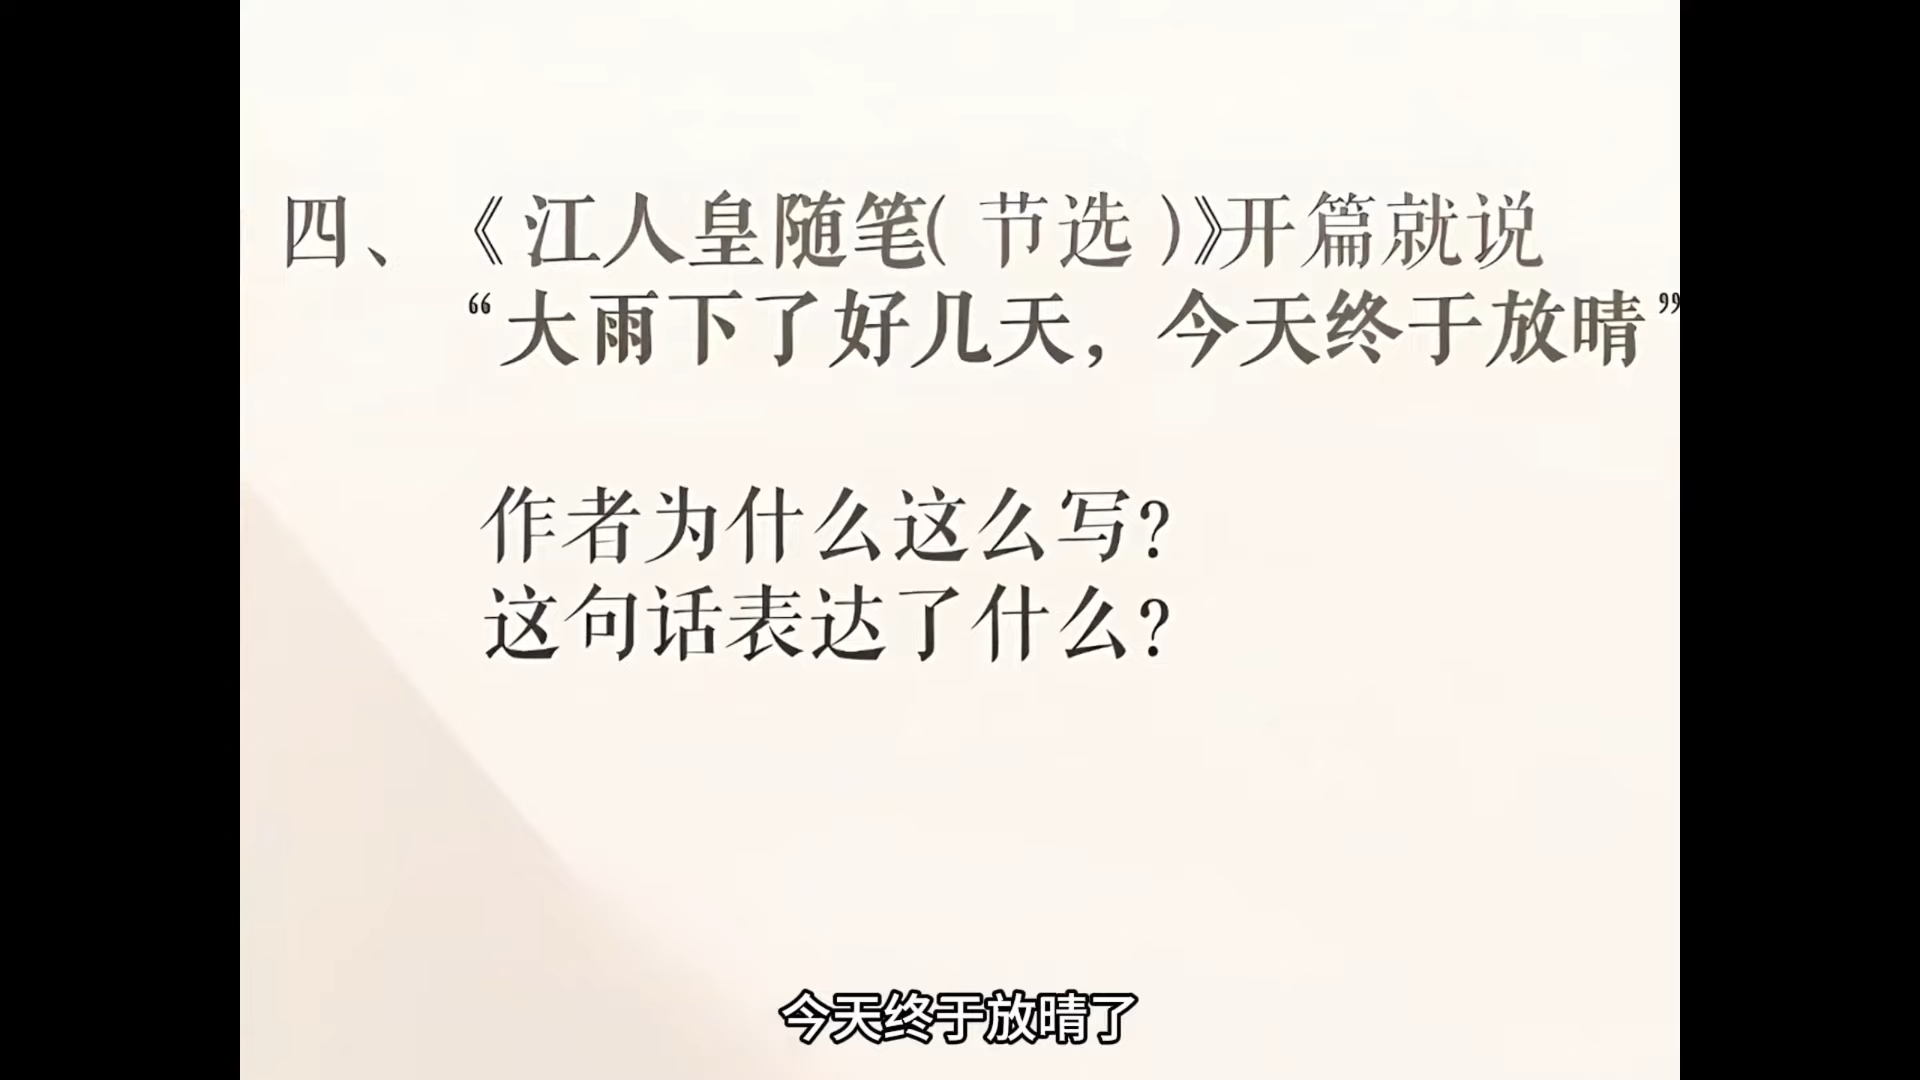 四、《江人皇随笔(节选)》开篇就说
“大雨下了好几天，今天终于放晴”
作者为什么这么写?
这句话表达了什么?
今天终于放晴了